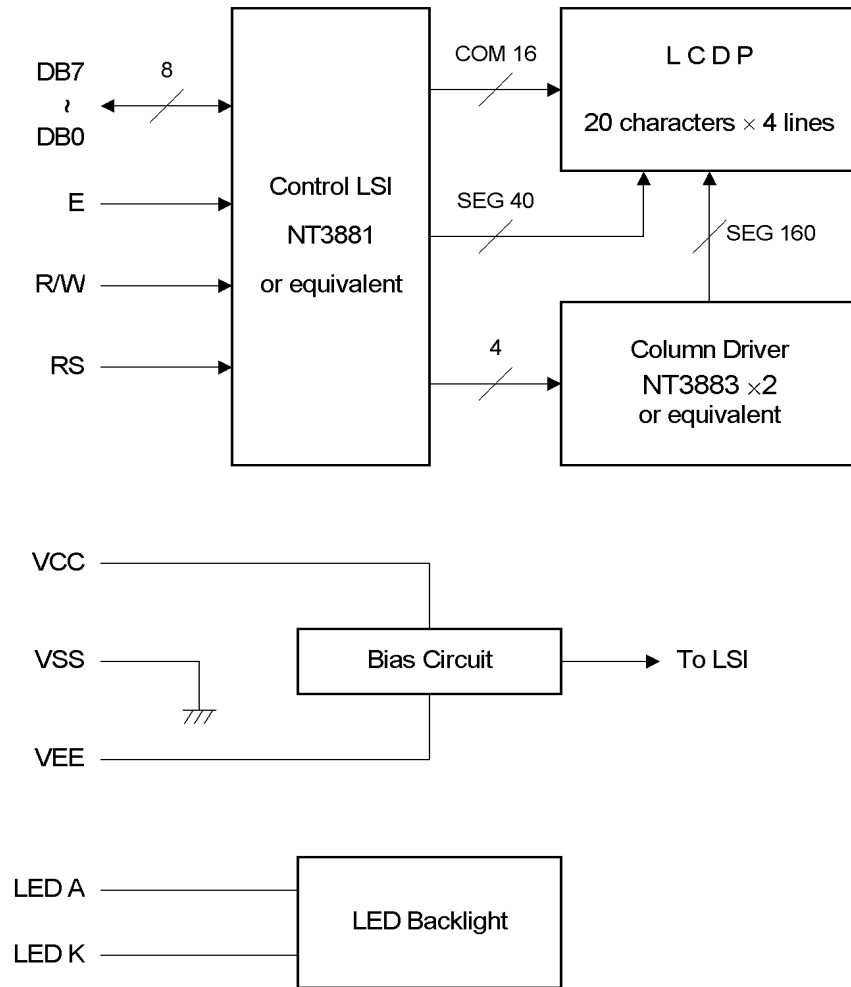 DB7
~
DB0
8
E
R/W
RS
Control LSI
NT3881
or equivalent
COM 16
SEG 40
4
L C D P
20 characters × 4 lines
SEG 160
Column Driver
NT3883 ×2
or equivalent
VCC
VSS
VEE
Bias Circuit
To LSI
LED A
LED K
LED Backlight